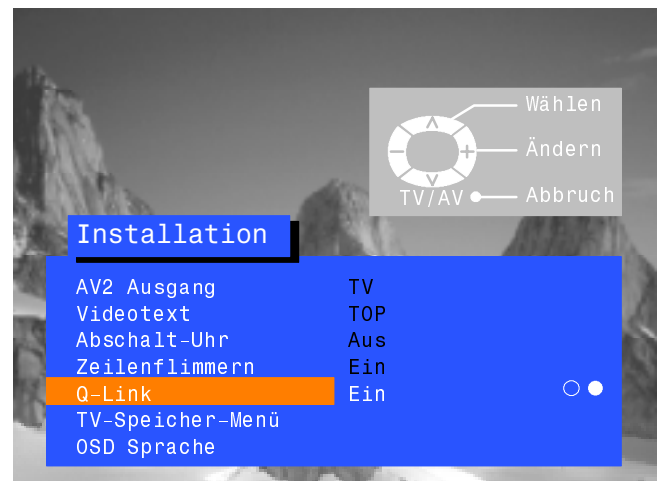 Wählen
Ändern
TV/AV Abbruch
Installation
AV2 Ausgang TV
Videotext TOP
Abschalt-Uhr Aus
Zeilenflimmern Ein
Q-Link Ein
TV-Speicher-Menü
OSD Sprache